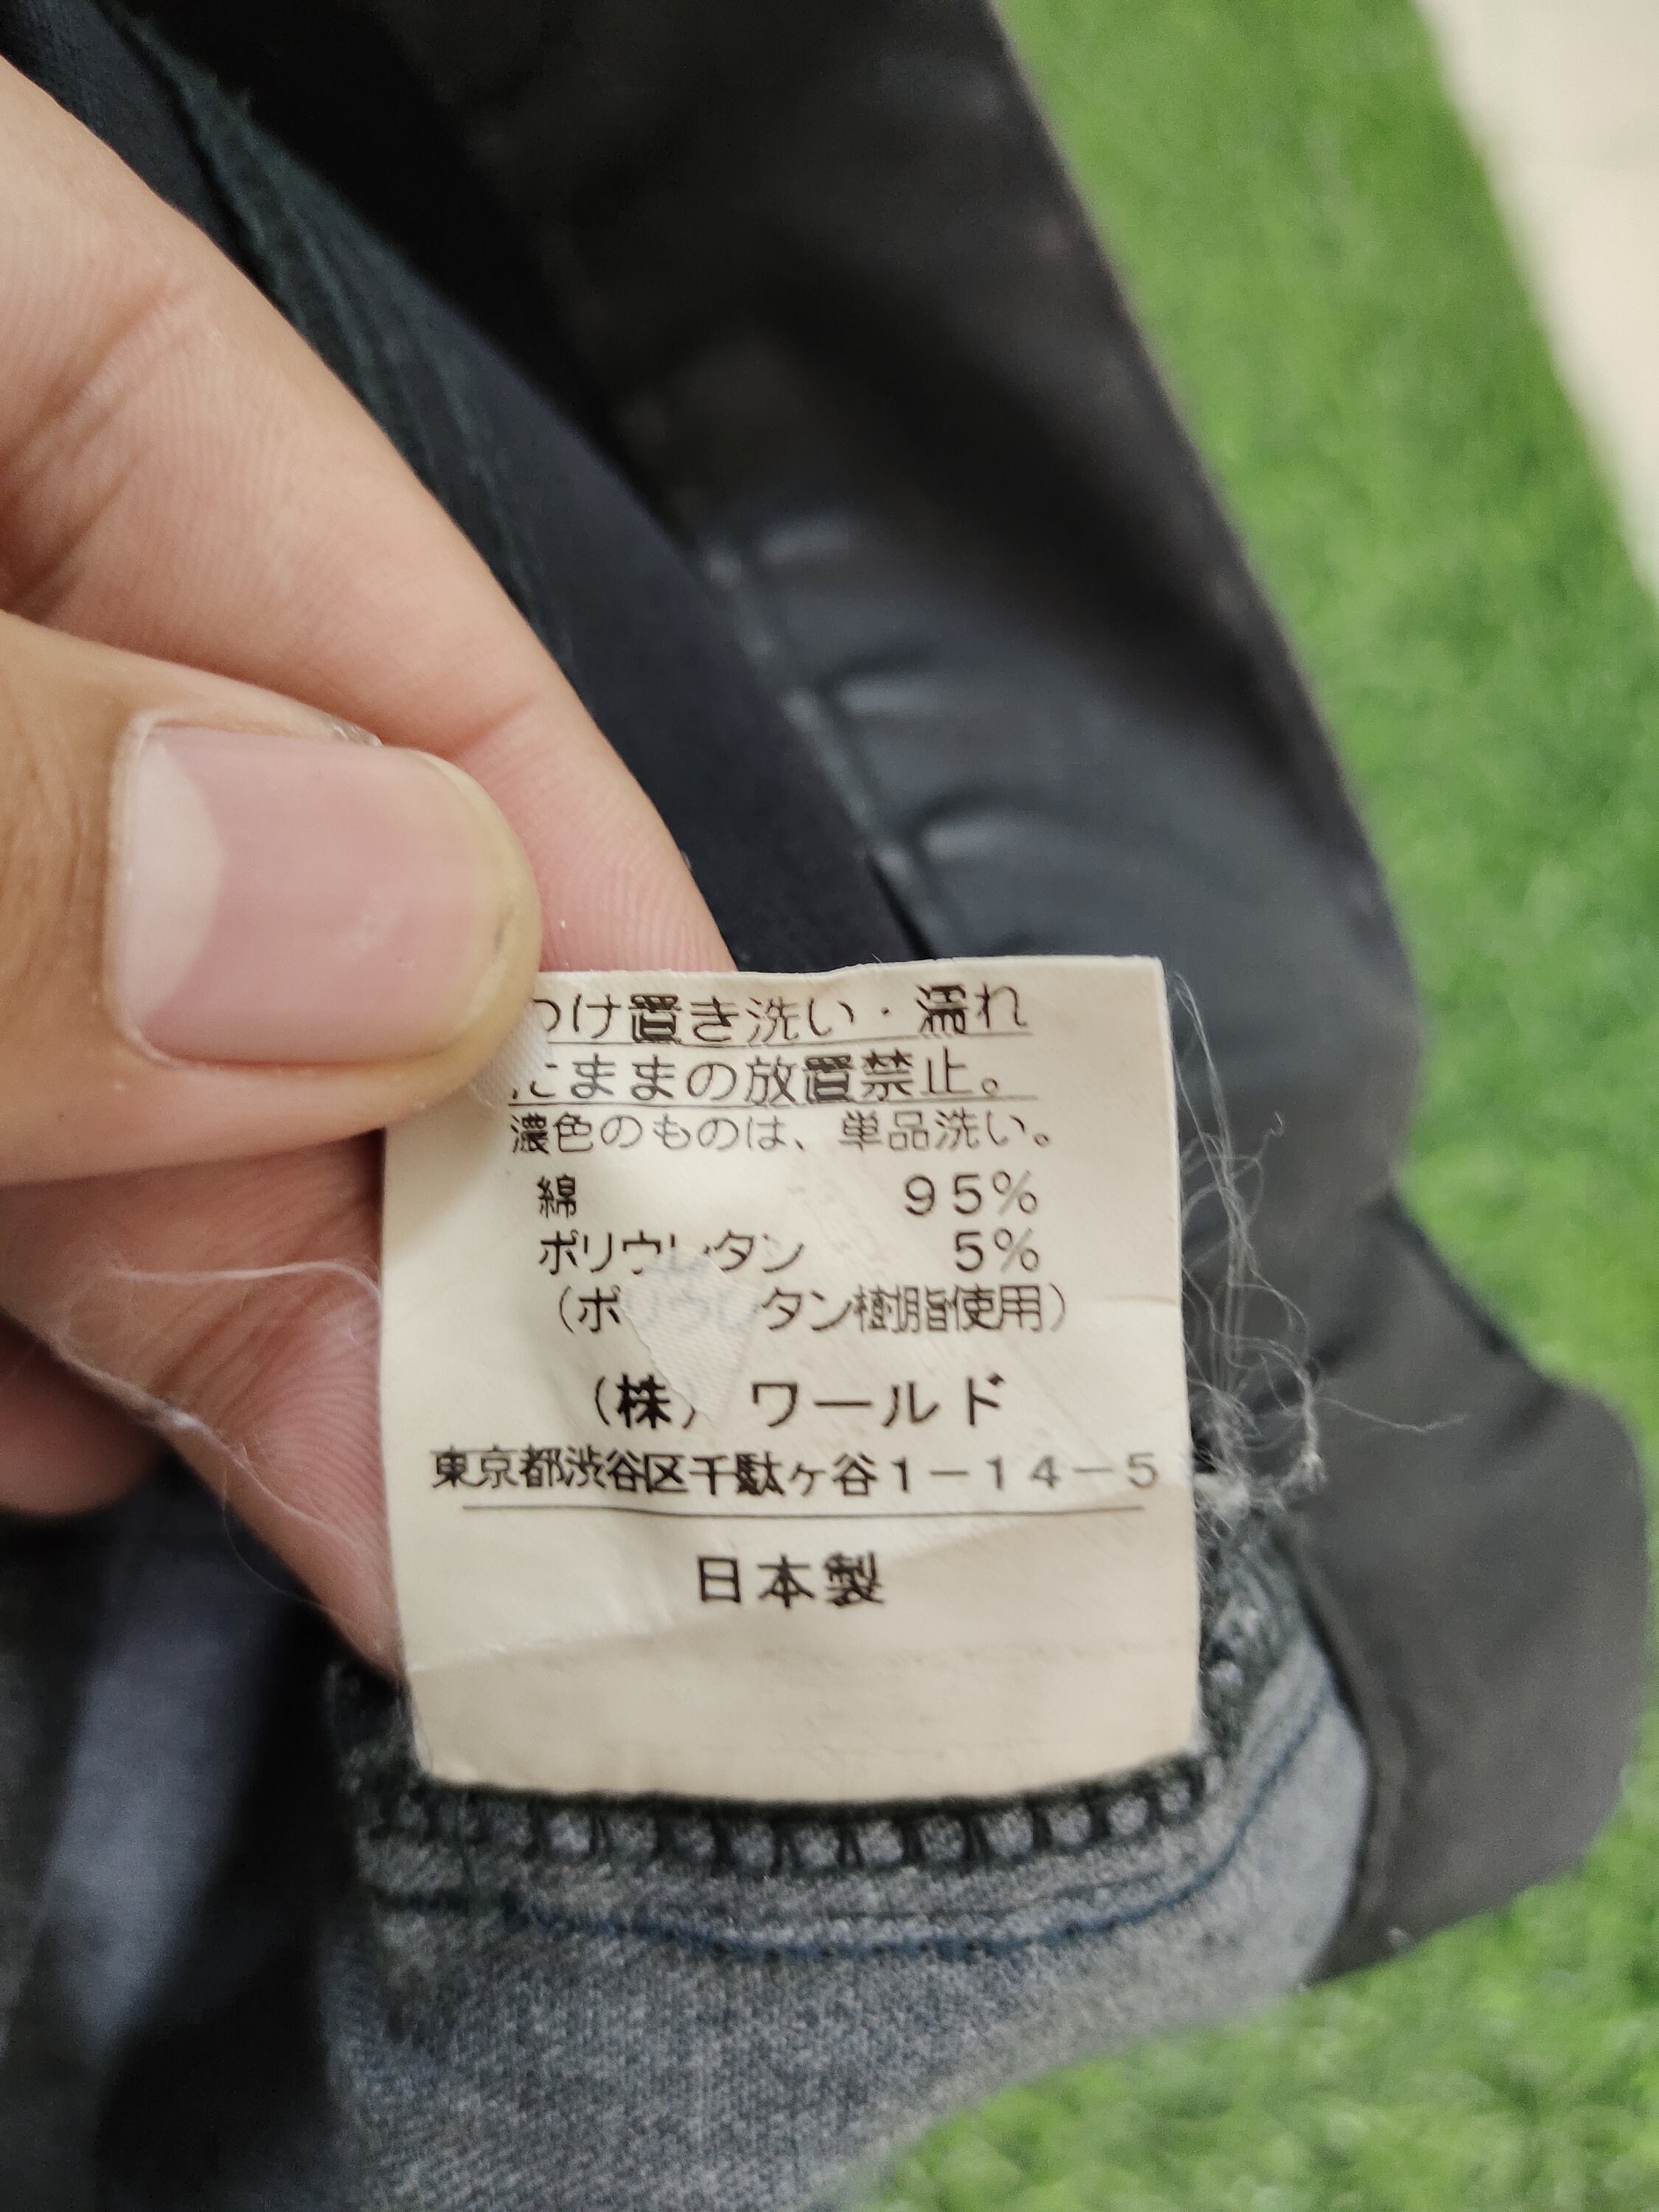 つけ置き洗い・濡れ
たままの放置禁止。
濃色のものは、単品洗い。
綿 95%
ポリウレタン 5%
(ポリウレタン樹脂使用)
(株) ワールド
東京都渋谷区千駄ヶ谷1-14-5
日本製